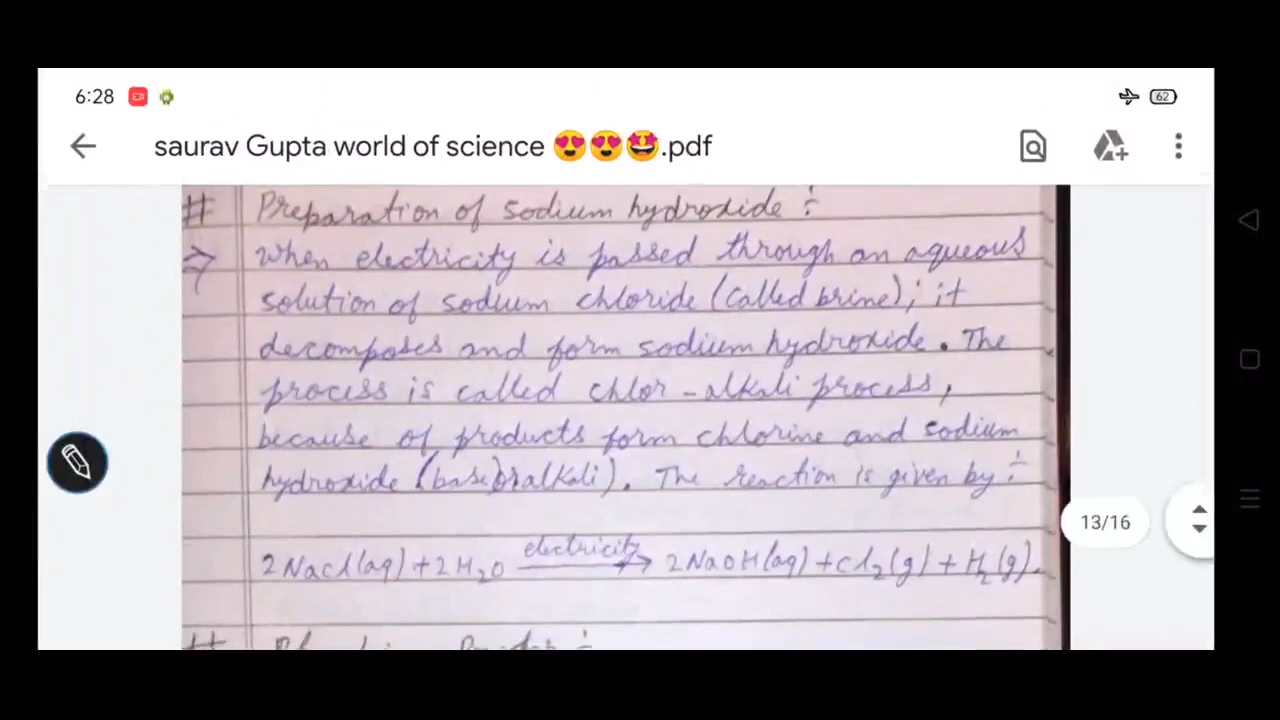 6:28 62
saurav Gupta world of science 😍😍🤩.pdf
# Preparation of sodium hydroxide :-
⇒ When electricity is passed through an aqueous
solution of sodium chloride (called brine); it
decomposes and form sodium hydroxide. The
process is called chlor-alkali process,
because of products form chlorine and sodium
hydroxide (base) or alkali). The reaction is given by :-
13/16
electricity
2NaCl(aq) + 2H₂O → 2NaOH(aq) + Cl₂(g) + H₂(g).